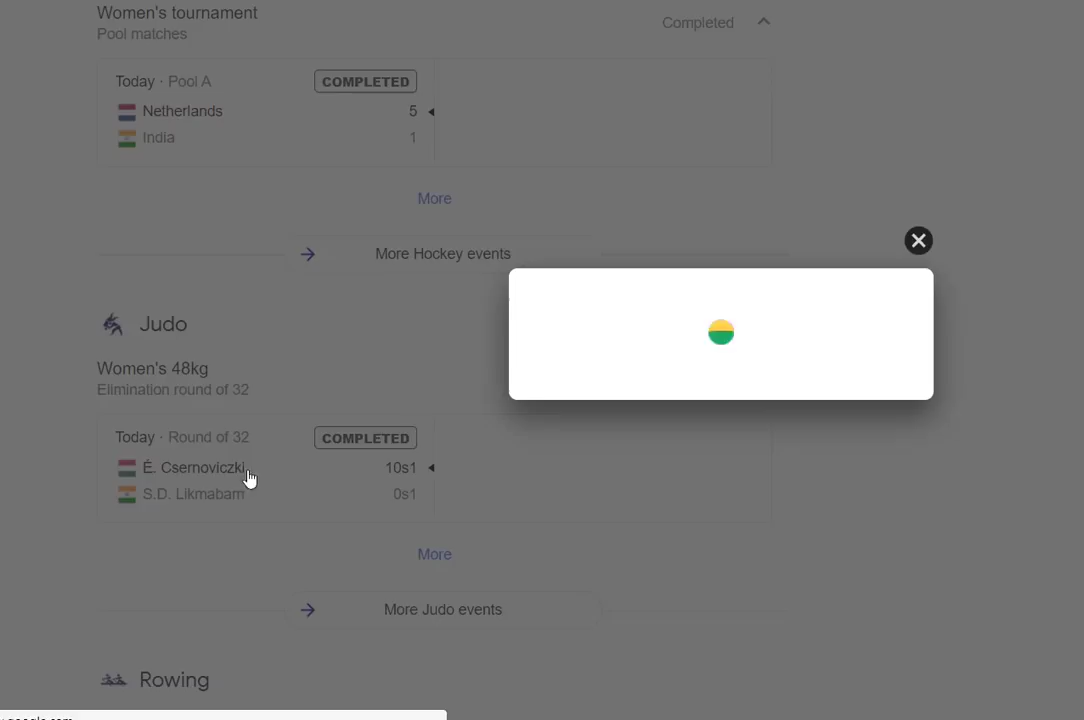 Women's tournament
Completed
Pool matches
Today · Pool A
COMPLETED
Netherlands 5
India 1
More
More Hockey events
Judo
Women's 48kg
Elimination round of 32
Today · Round of 32
COMPLETED
É. Csernoviczki 10s1
S.D. Likmabam 0s1
More
More Judo events
Rowing